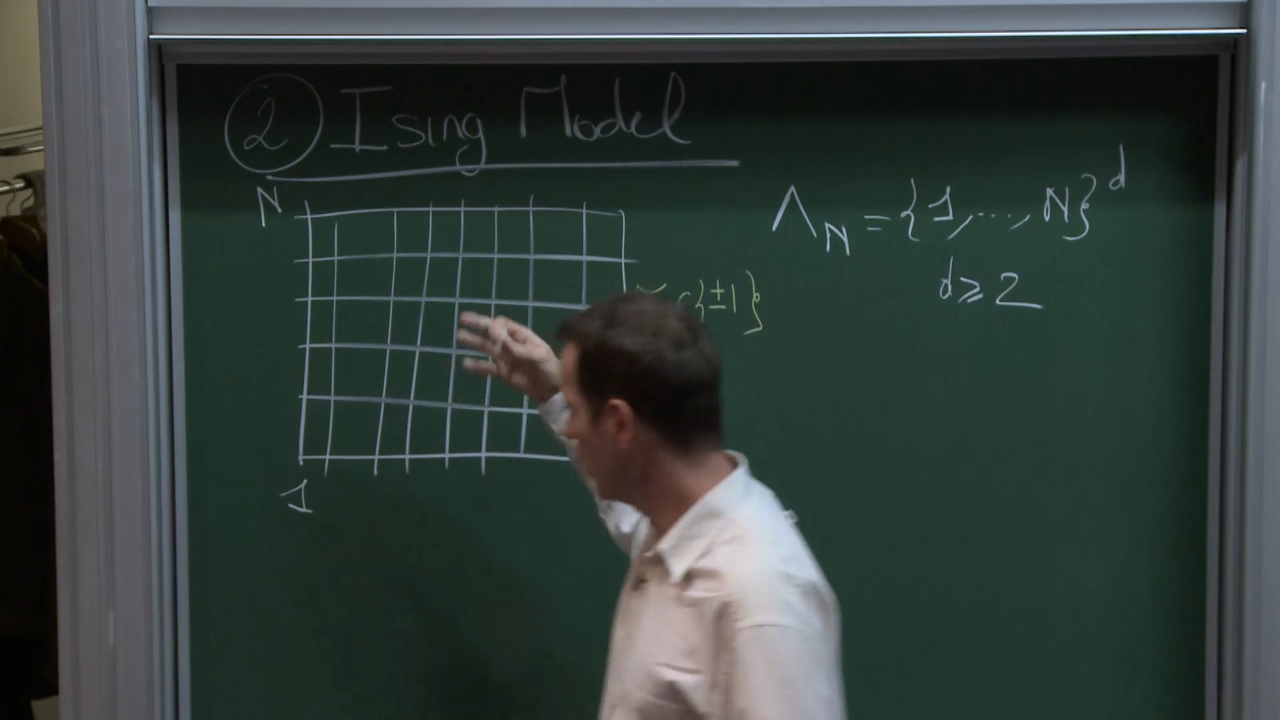 ② Ising Model
N
Λ_N = {1,...,N}^d
d ≥ 2
{±1}
1